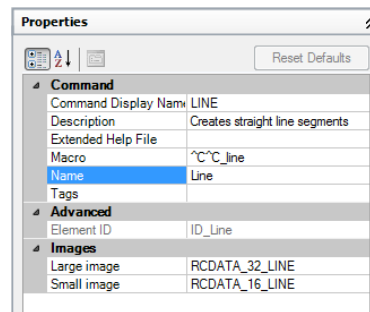 Properties
Reset Defaults
Command
Command Display Name LINE
Description Creates straight line segments
Extended Help File
Macro ^C^C_line
Name Line
Tags
Advanced
Element ID ID_Line
Images
Large image RCDATA_32_LINE
Small image RCDATA_16_LINE